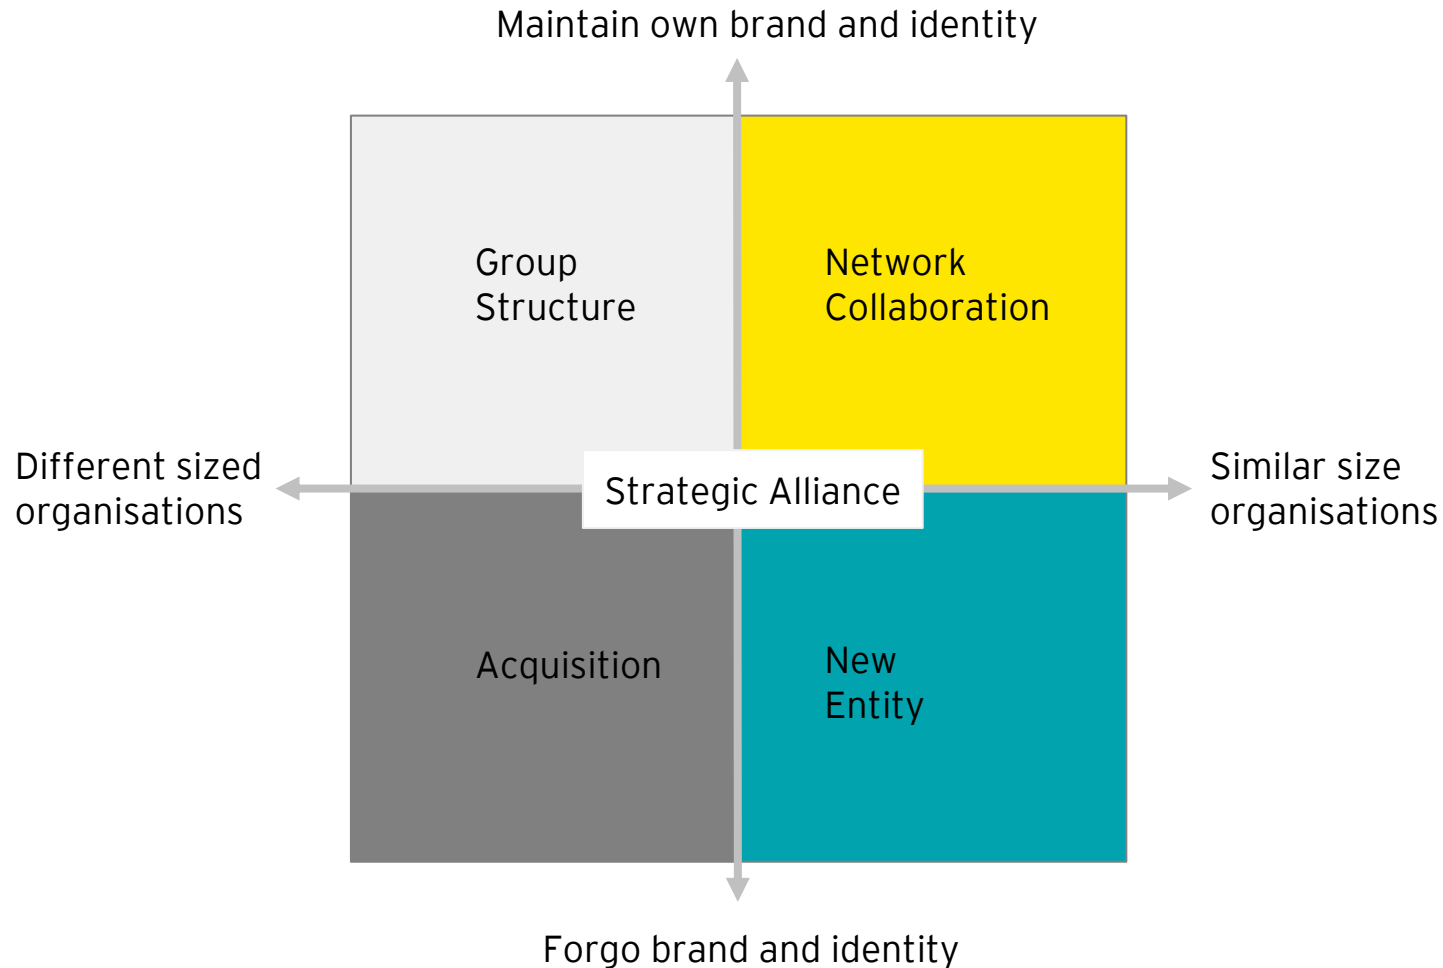 Maintain own brand and identity
Group
Structure
Network
Collaboration
Different sized
organisations
Strategic Alliance
Similar size
organisations
Acquisition
New
Entity
Forgo brand and identity